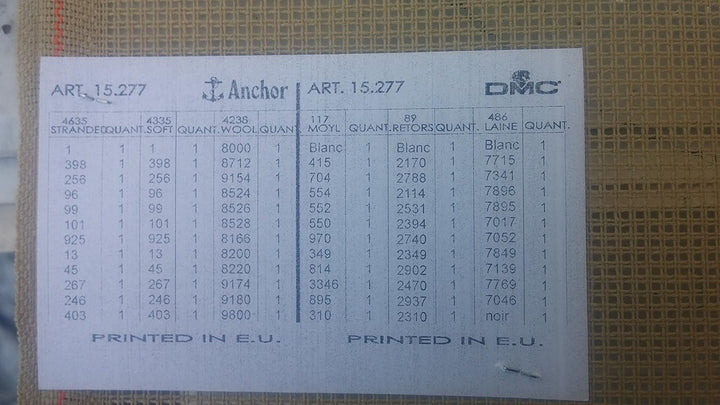 ART. 15.277 Anchor ART. 15.277 DMC
4635 4335 4238 117 89 486
STRANDED QUANT. SOFT QUANT. WOOL QUANT. MOYL QUANT. RETORS QUANT. LAINE QUANT.
1 1 1 1 8000 1 Blanc 1 Blanc 1 Blanc 1
398 1 398 1 8712 1 415 1 2170 1 7715 1
256 1 256 1 9154 1 704 1 2788 1 7341 1
96 1 96 1 8524 1 554 1 2114 1 7896 1
99 1 99 1 8526 1 552 1 2531 1 7895 1
101 1 101 1 8528 1 550 1 2394 1 7017 1
925 1 925 1 8166 1 970 1 2740 1 7052 1
13 1 13 1 8200 1 349 1 2349 1 7849 1
45 1 45 1 8220 1 814 1 2902 1 7139 1
267 1 267 1 9174 1 3346 1 2470 1 7769 1
246 1 246 1 9180 1 895 1 2937 1 7046 1
403 1 403 1 9800 1 310 1 2310 1 noir 1
PRINTED IN E.U. PRINTED IN E.U.